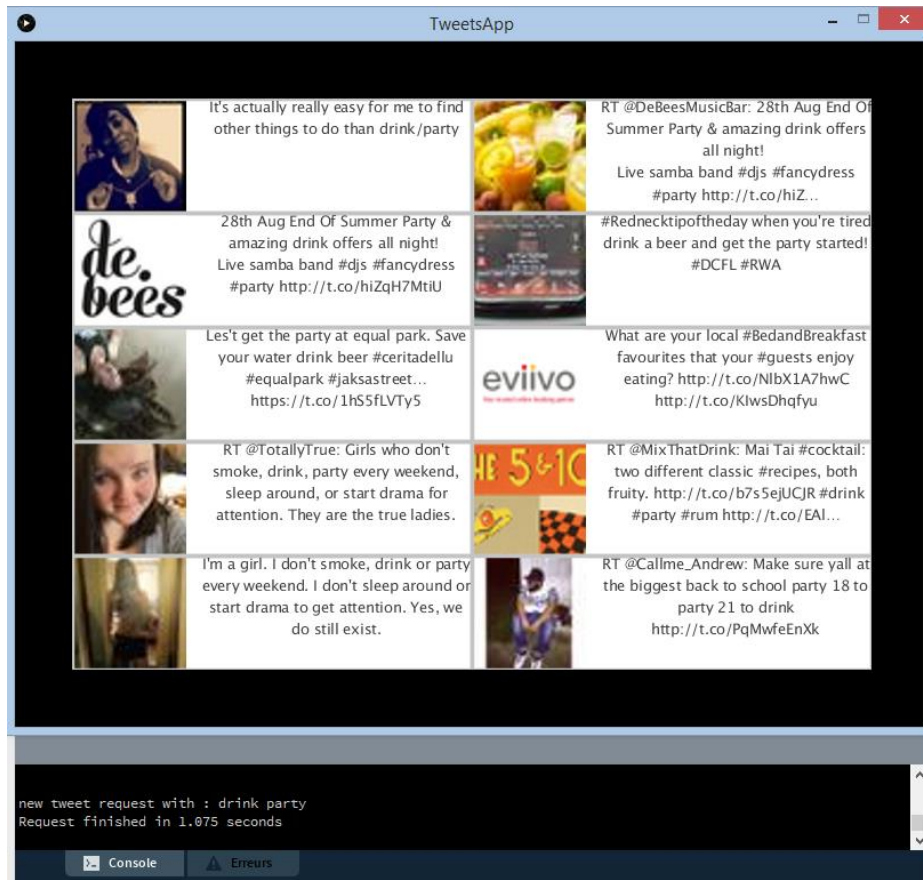 TweetsApp
It's actually really easy for me to find
other things to do than drink/party
RT @DeBeesMusicBar: 28th Aug End Of
Summer Party & amazing drink offers
all night!
Live samba band #djs #fancydress
#party http://t.co/hiZ…
de.
bees
28th Aug End Of Summer Party &
amazing drink offers all night!
Live samba band #djs #fancydress
#party http://t.co/hiZqH7MtiU
#Rednecktipoftheday when you're tired
drink a beer and get the party started!
#DCFL #RWA
Les't get the party at equal park. Save
your water drink beer #ceritadellu
#equalpark #jaksastreet…
https://t.co/1hS5fLVTy5
eviivo
What are your local #BedandBreakfast
favourites that your #guests enjoy
eating? http://t.co/NlbX1A7hwC
http://t.co/KIwsDhqfyu
RT @TotallyTrue: Girls who don't
smoke, drink, party every weekend,
sleep around, or start drama for
attention. They are the true ladies.
HE 5 & 10
RT @MixThatDrink: Mai Tai #cocktail:
two different classic #recipes, both
fruity. http://t.co/b7s5ejUCJR #drink
#party #rum http://t.co/EAl…
I'm a girl. I don't smoke, drink or party
every weekend. I don't sleep around or
start drama to get attention. Yes, we
do still exist.
RT @Callme_Andrew: Make sure yall at
the biggest back to school party 18 to
party 21 to drink
http://t.co/PqMwfeEnXk
new tweet request with : drink party
Request finished in 1.075 seconds
Console
Erreurs